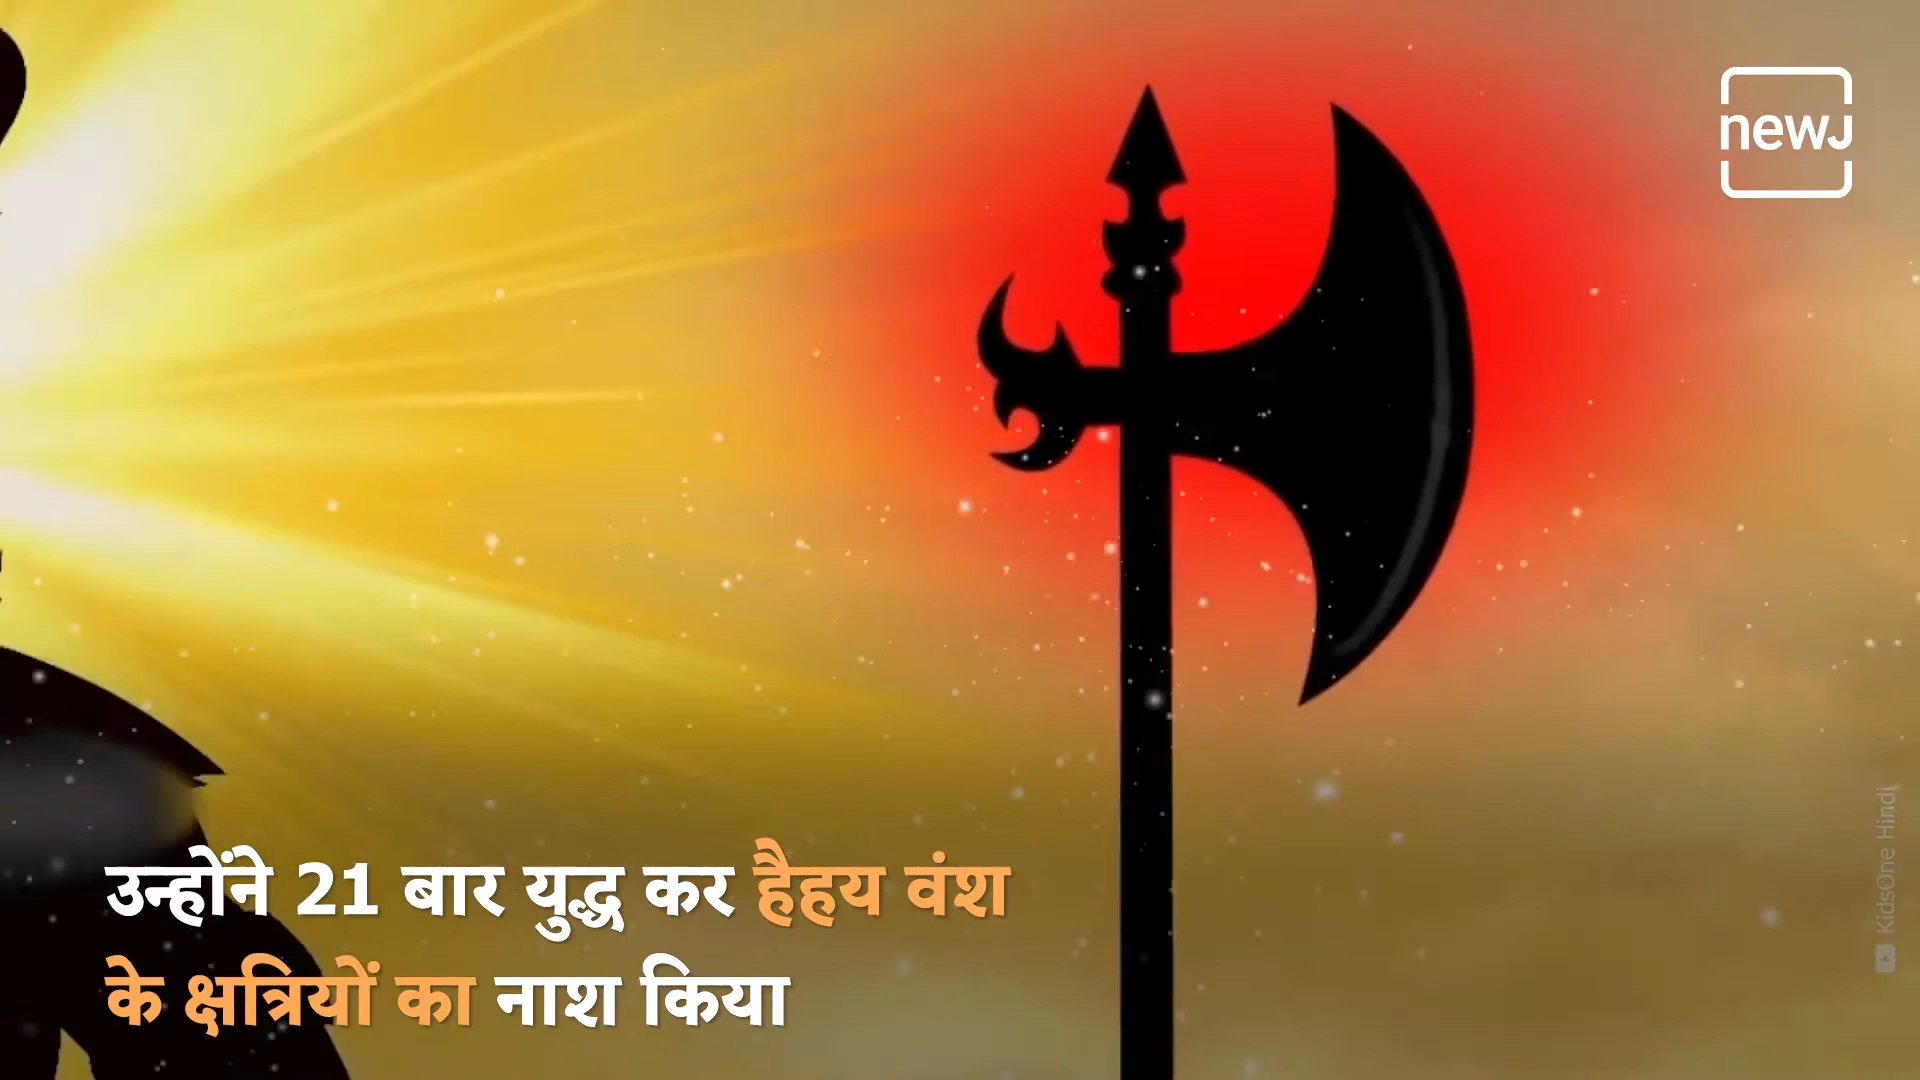 newJ
उन्होंने 21 बार युद्ध कर हैहय वंश
के क्षत्रियों का नाश किया
KidsOne Hindi